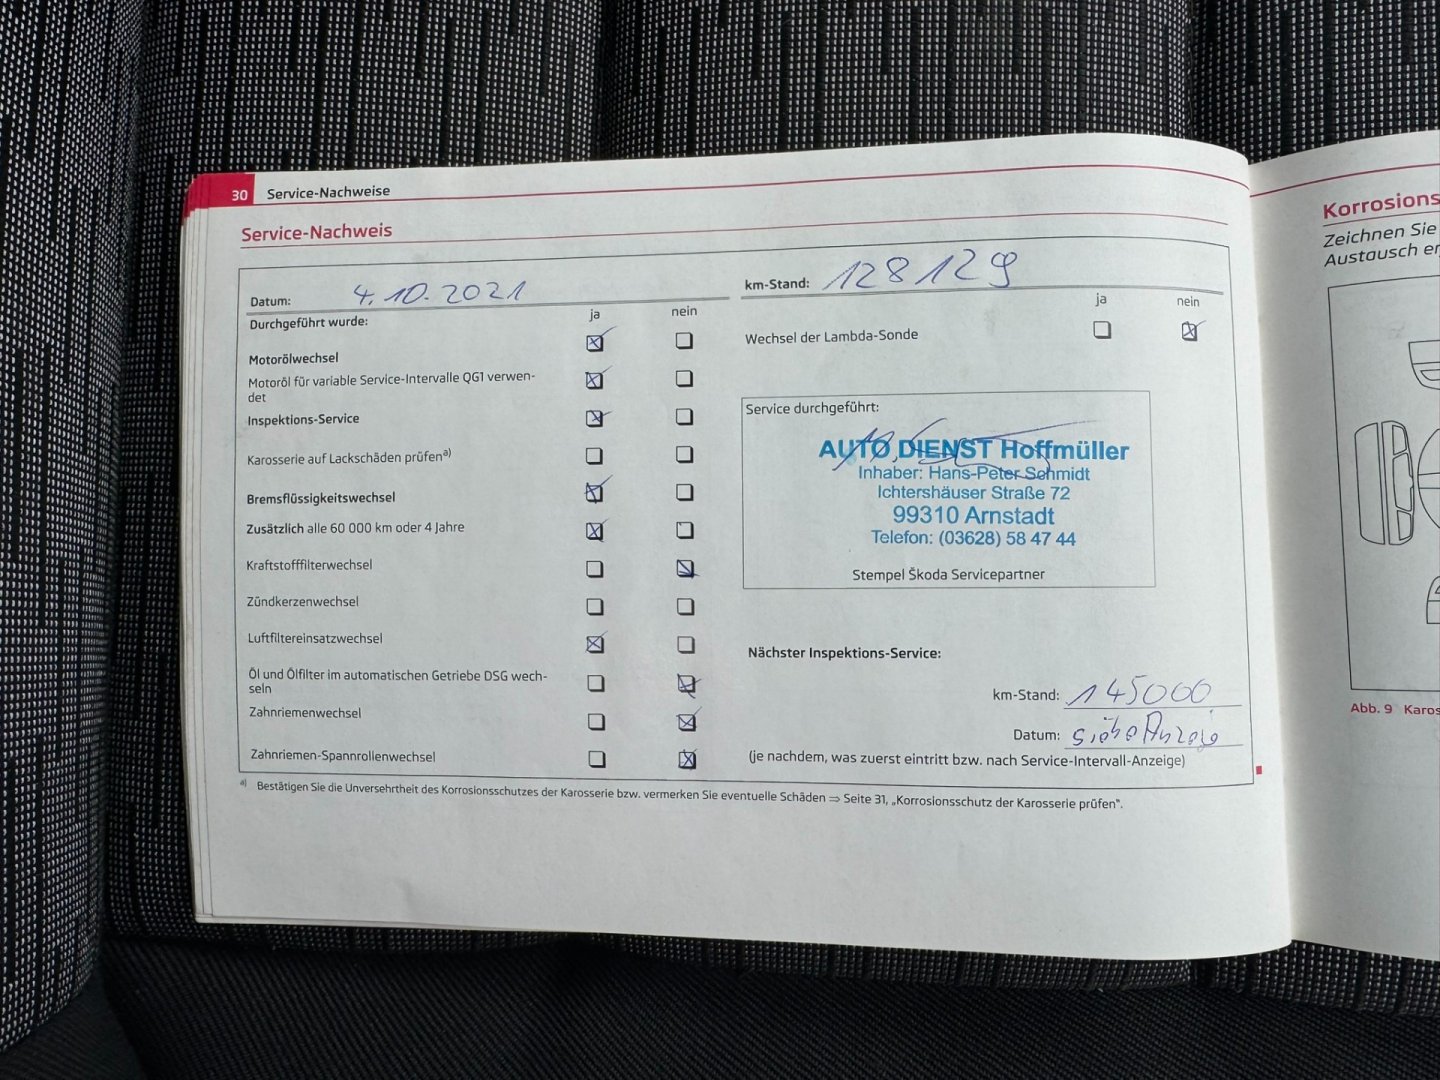 30 Service-Nachweise
Service-Nachweis
Datum: 4.10.2021
km-Stand: 128129
Durchgeführt wurde:
ja nein
ja nein
Motorölwechsel
Motoröl für variable Service-Intervalle QG1 verwen-
det
Inspektions-Service
Karosserie auf Lackschäden prüfen a)
Bremsflüssigkeitswechsel
Zusätzlich alle 60 000 km oder 4 Jahre
Kraftstofffilterwechsel
Zündkerzenwechsel
Luftfiltereinsatzwechsel
Öl und Ölfilter im automatischen Getriebe DSG wech-
seln
Zahnriemenwechsel
Zahnriemen-Spannrollenwechsel
Wechsel der Lambda-Sonde
Service durchgeführt:
AUTO DIENST Hoffmüller
Inhaber: Hans-Peter Schmidt
Ichtershäuser Straße 72
99310 Arnstadt
Telefon: (03628) 58 47 44
Stempel Škoda Servicepartner
Nächster Inspektions-Service:
km-Stand: 145000
Datum: siehe Anzeige
(je nachdem, was zuerst eintritt bzw. nach Service-Intervall-Anzeige)
a) Bestätigen Sie die Unversehrtheit des Korrosionsschutzes der Karosserie bzw. vermerken Sie eventuelle Schäden ⇒ Seite 31, „Korrosionsschutz der Karosserie prüfen“.
Korrosions
Zeichnen Sie
Austausch er
Abb. 9 Karos